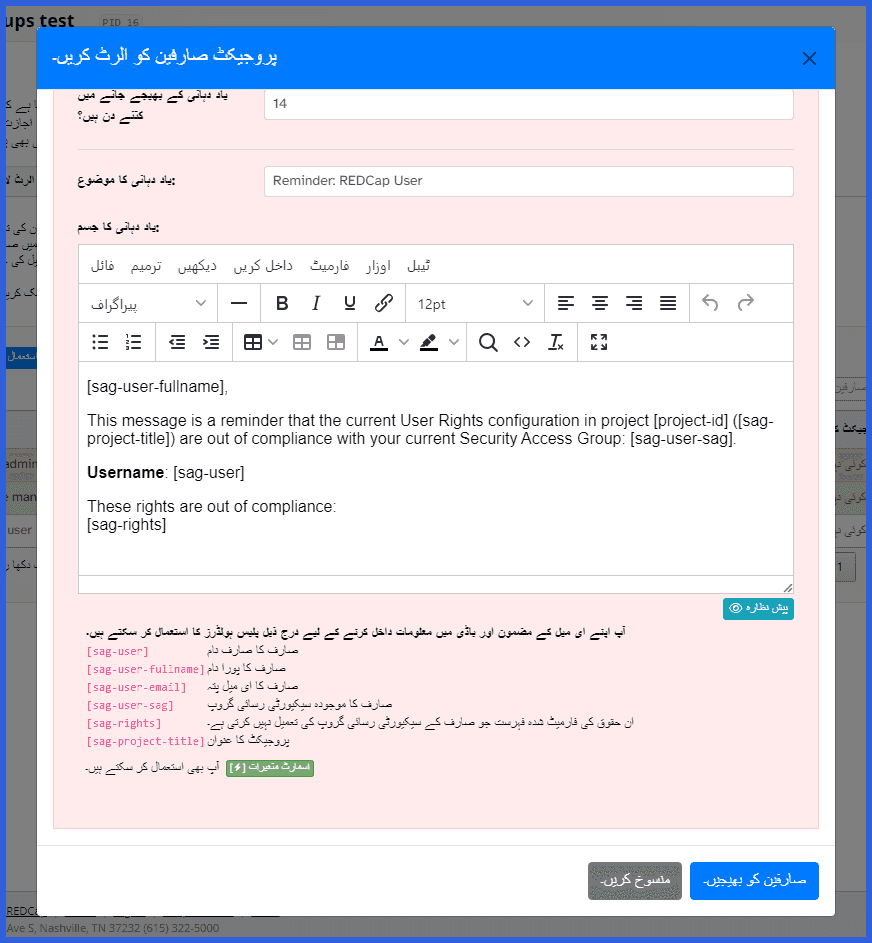 ups test PID 16
پروجیکٹ صارفین کو الرٹ کریں۔
یاد دہانی کے بھیجے جانے میں
کتنے دن ہیں؟
14
یاد دہانی کا موضوع:
Reminder: REDCap User
یاد دہانی کا جسم:
فائل ترمیم دیکھیں داخل کریں فارمیٹ اوزار ٹیبل
پیراگراف B I U 12pt
[sag-user-fullname],
This message is a reminder that the current User Rights configuration in project [project-id] ([sag-
project-title]) are out of compliance with your current Security Access Group: [sag-user-sag].
Username: [sag-user]
These rights are out of compliance:
[sag-rights]
پیش نظارہ
آپ اپنے ای میل کے مضمون اور باڈی میں معلومات داخل کرنے کے لیے درج ذیل پلیس ہولڈرز کا استعمال کر سکتے ہیں۔
[sag-user] صارف کا صارف نام
[sag-user-fullname] صارف کا پورا نام
[sag-user-email] صارف کا ای میل پتہ
[sag-user-sag] صارف کا موجودہ سیکیورٹی رسائی گروپ
[sag-rights] ان حقوق کی فارمیٹ شدہ فہرست جو صارف کے سیکیورٹی رسائی گروپ کی تعمیل نہیں کرتی ہے۔
[sag-project-title] پروجیکٹ کا عنوان
آپ بھی استعمال کر سکتے ہیں۔ [⚡] اسمارٹ متغیرات
منسوخ کریں۔
صارفین کو بھیجیں۔
Ave S, Nashville, TN 37232 (615) 322-5000